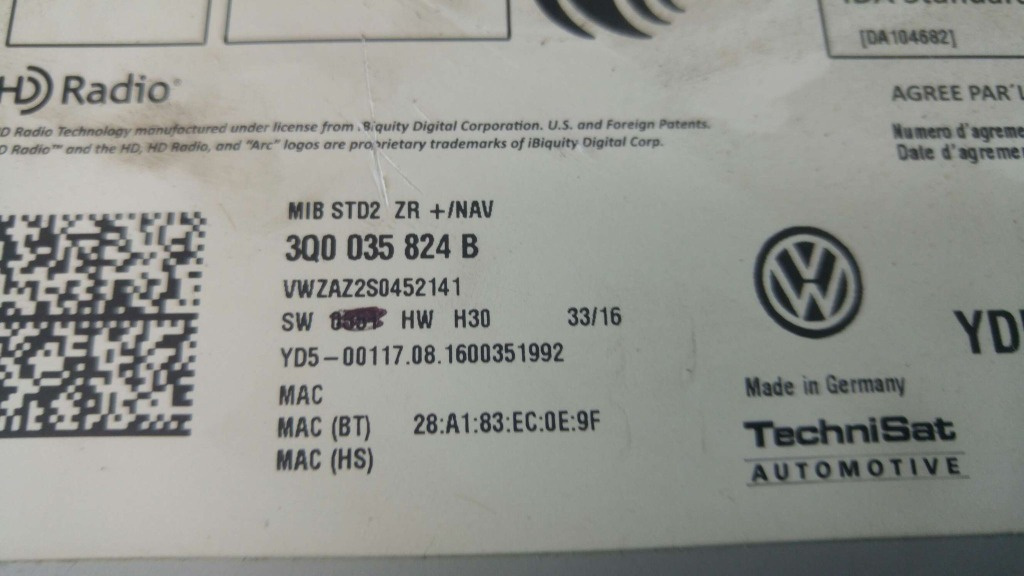 [DA104682]
HD Radio
AGREE PAR
HD Radio Technology manufactured under license from iBiquity Digital Corporation. U.S. and Foreign Patents.
HD Radio™ and the HD, HD Radio, and "Arc" logos are proprietary trademarks of iBiquity Digital Corp.
Numero d'agreme
Date d'agremen
MIB STD2 ZR +/NAV
3Q0 035 824 B
VWZAZ2S0452141
SW HW H30 33/16
YD5-00117.08.1600351992
MAC
MAC (BT) 28:A1:83:EC:0E:9F
MAC (HS)
YD
Made in Germany
TechniSat
AUTOMOTIVE